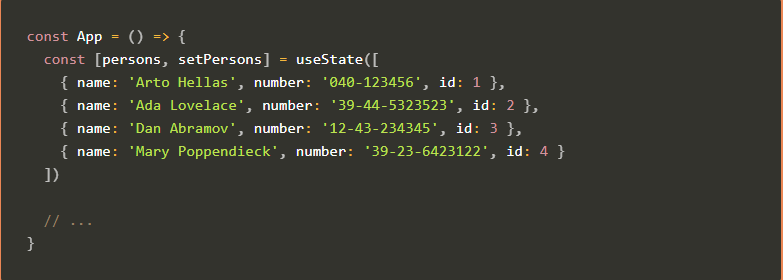 const App = () => {
  const [persons, setPersons] = useState([
    { name: 'Arto Hellas', number: '040-123456', id: 1 },
    { name: 'Ada Lovelace', number: '39-44-5323523', id: 2 },
    { name: 'Dan Abramov', number: '12-43-234345', id: 3 },
    { name: 'Mary Poppendieck', number: '39-23-6423122', id: 4 }
  ])

  // ...
}